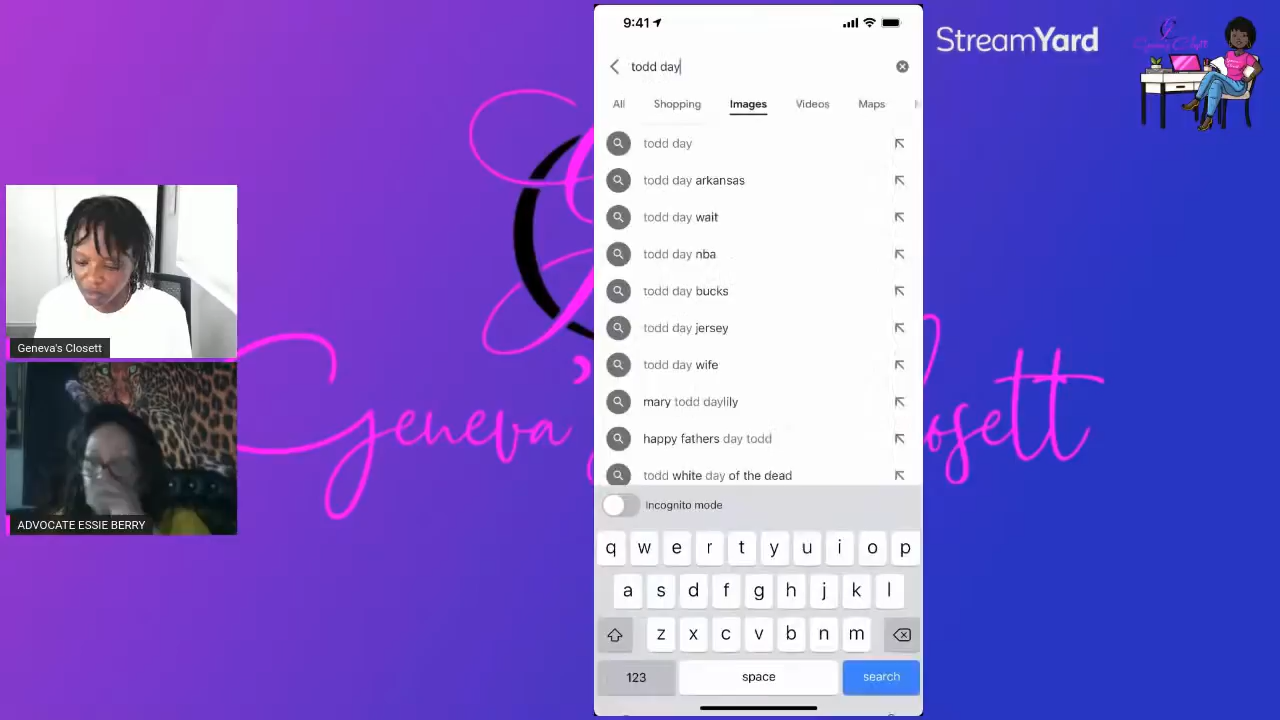 9:41
StreamYard
todd day
All Shopping Images Videos Maps
todd day
todd day arkansas
todd day wait
todd day nba
todd day bucks
todd day jersey
todd day wife
mary todd daylily
happy fathers day todd
todd white day of the dead
Incognito mode
q w e r t y u i o p
a s d f g h j k l
z x c v b n m
123 space search
Geneva's Closett
ADVOCATE ESSIE BERRY
Geneva